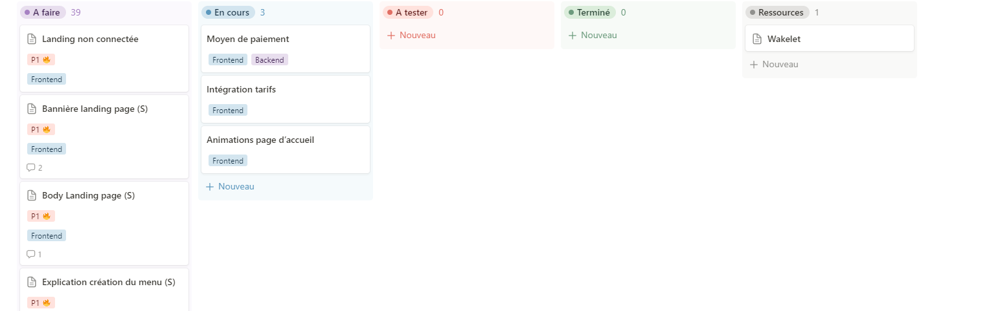 A faire 39
Landing non connectée
P1 🔥
Frontend
Bannière landing page (S)
P1 🔥
Frontend
2
Body Landing page (S)
P1 🔥
Frontend
1
Explication création du menu (S)
P1 🔥
En cours 3
Moyen de paiement
Frontend Backend
Intégration tarifs
Frontend
Animations page d’accueil
Frontend
+ Nouveau
A tester 0
+ Nouveau
Terminé 0
+ Nouveau
Ressources 1
Wakelet
+ Nouveau